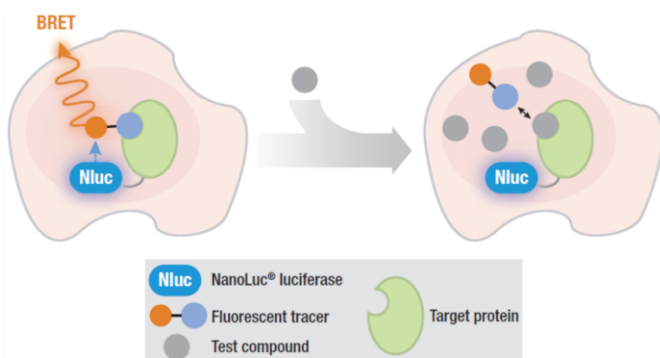 BRET
Nluc
Nluc
Nluc NanoLuc® luciferase
Fluorescent tracer
Target protein
Test compound